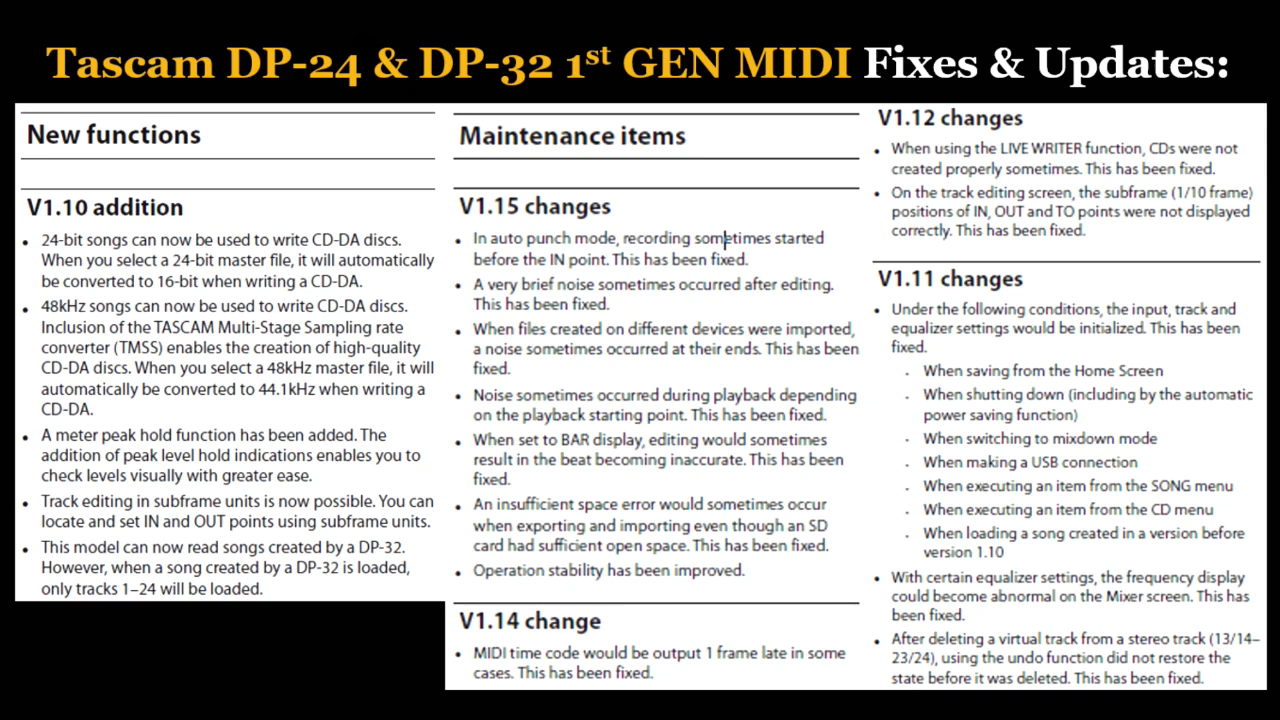 Tascam DP-24 & DP-32 1st GEN MIDI Fixes & Updates:
New functions
V1.10 addition
• 24-bit songs can now be used to write CD-DA discs.
When you select a 24-bit master file, it will automatically
be converted to 16-bit when writing a CD-DA.
• 48kHz songs can now be used to write CD-DA discs.
Inclusion of the TASCAM Multi-Stage Sampling rate
converter (TMSS) enables the creation of high-quality
CD-DA discs. When you select a 48kHz master file, it will
automatically be converted to 44.1kHz when writing a
CD-DA.
• A meter peak hold function has been added. The
addition of peak level hold indications enables you to
check levels visually with greater ease.
• Track editing in subframe units is now possible. You can
locate and set IN and OUT points using subframe units.
• This model can now read songs created by a DP-32.
However, when a song created by a DP-32 is loaded,
only tracks 1–24 will be loaded.
Maintenance items
V1.15 changes
• In auto punch mode, recording sometimes started
before the IN point. This has been fixed.
• A very brief noise sometimes occurred after editing.
This has been fixed.
• When files created on different devices were imported,
a noise sometimes occurred at their ends. This has been
fixed.
• Noise sometimes occurred during playback depending
on the playback starting point. This has been fixed.
• When set to BAR display, editing would sometimes
result in the beat becoming inaccurate. This has been
fixed.
• An insufficient space error would sometimes occur
when exporting and importing even though an SD
card had sufficient open space. This has been fixed.
• Operation stability has been improved.
V1.14 change
• MIDI time code would be output 1 frame late in some
cases. This has been fixed.
V1.12 changes
• When using the LIVE WRITER function, CDs were not
created properly sometimes. This has been fixed.
• On the track editing screen, the subframe (1/10 frame)
positions of IN, OUT and TO points were not displayed
correctly. This has been fixed.
V1.11 changes
• Under the following conditions, the input, track and
equalizer settings would be initialized. This has been
fixed.
· When saving from the Home Screen
· When shutting down (including by the automatic
power saving function)
· When switching to mixdown mode
· When making a USB connection
· When executing an item from the SONG menu
· When executing an item from the CD menu
· When loading a song created in a version before
version 1.10
• With certain equalizer settings, the frequency display
could become abnormal on the Mixer screen. This has
been fixed.
• After deleting a virtual track from a stereo track (13/14–
23/24), using the undo function did not restore the
state before it was deleted. This has been fixed.